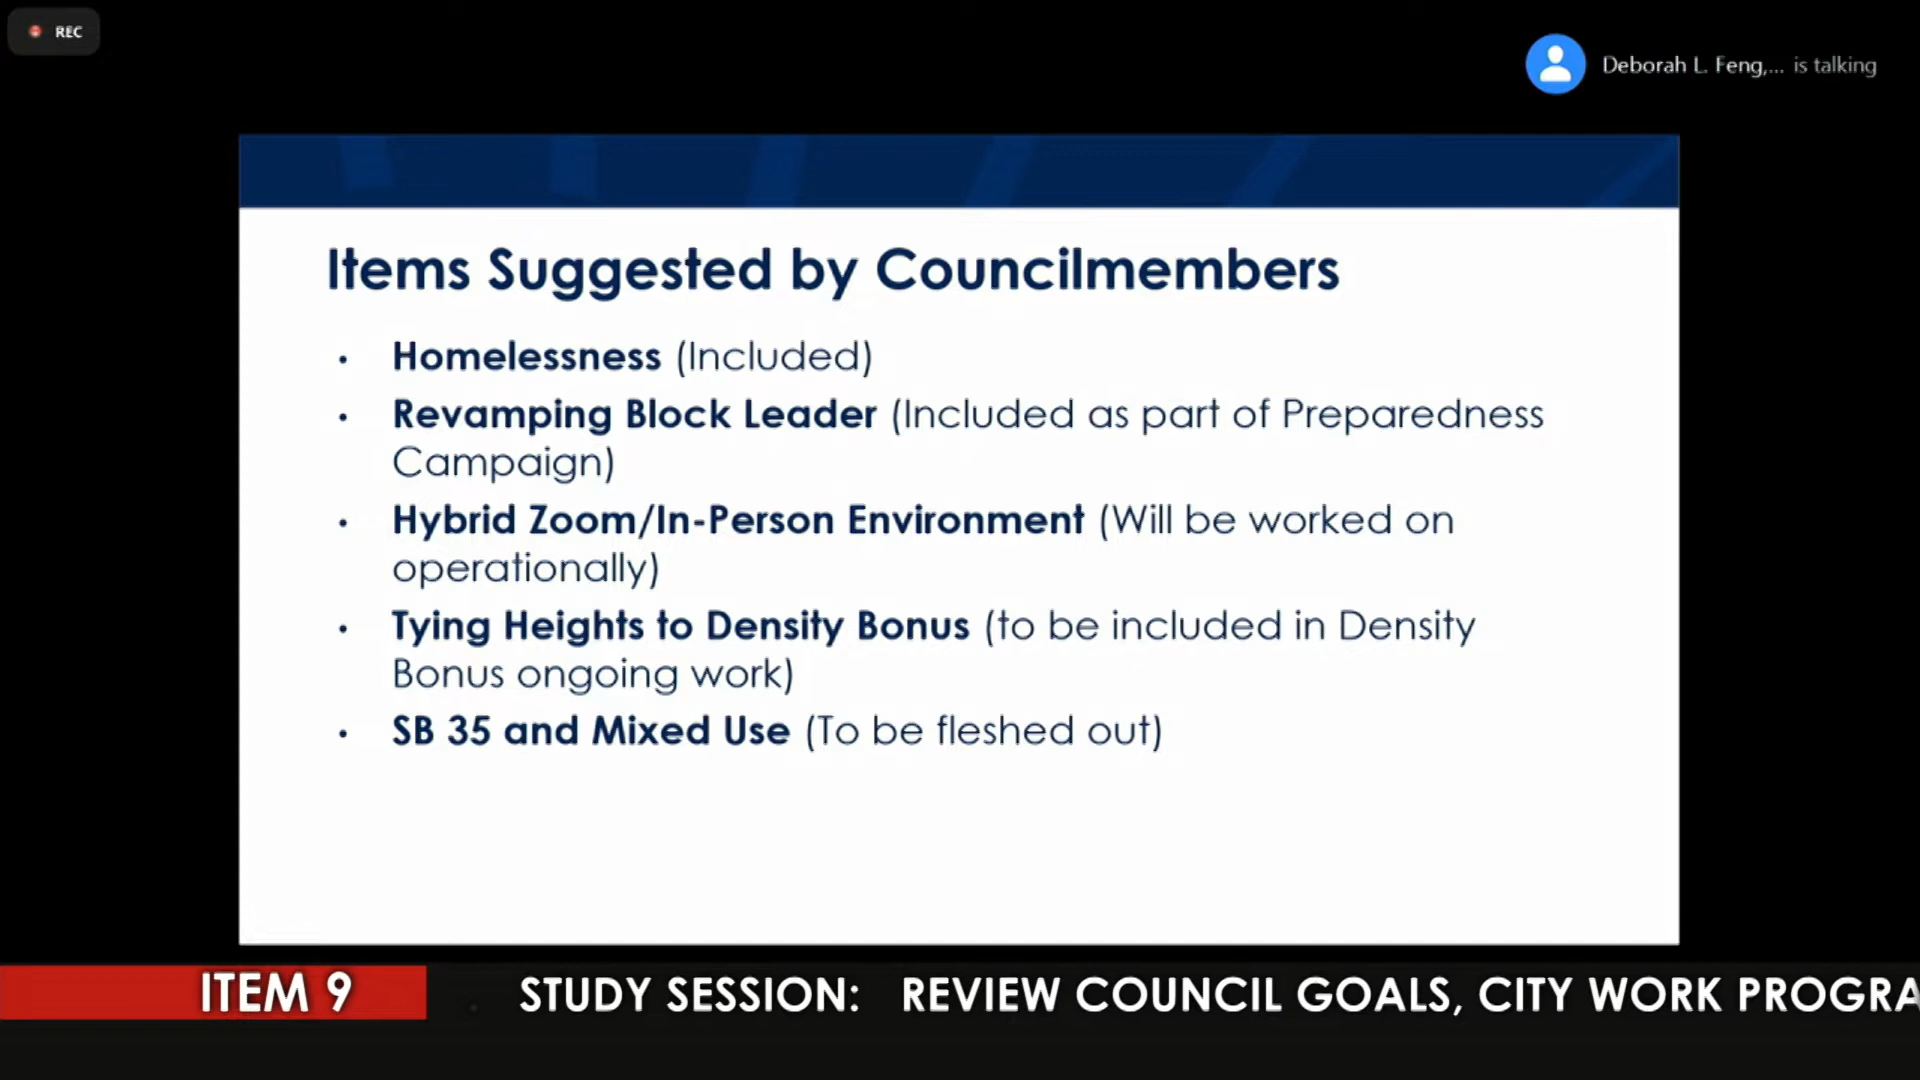 REC
Deborah L. Feng,... is talking
Items Suggested by Councilmembers
• Homelessness (Included)
• Revamping Block Leader (Included as part of Preparedness
Campaign)
• Hybrid Zoom/In-Person Environment (Will be worked on
operationally)
• Tying Heights to Density Bonus (to be included in Density
Bonus ongoing work)
• SB 35 and Mixed Use (To be fleshed out)
ITEM 9
STUDY SESSION: REVIEW COUNCIL GOALS, CITY WORK PROGRA